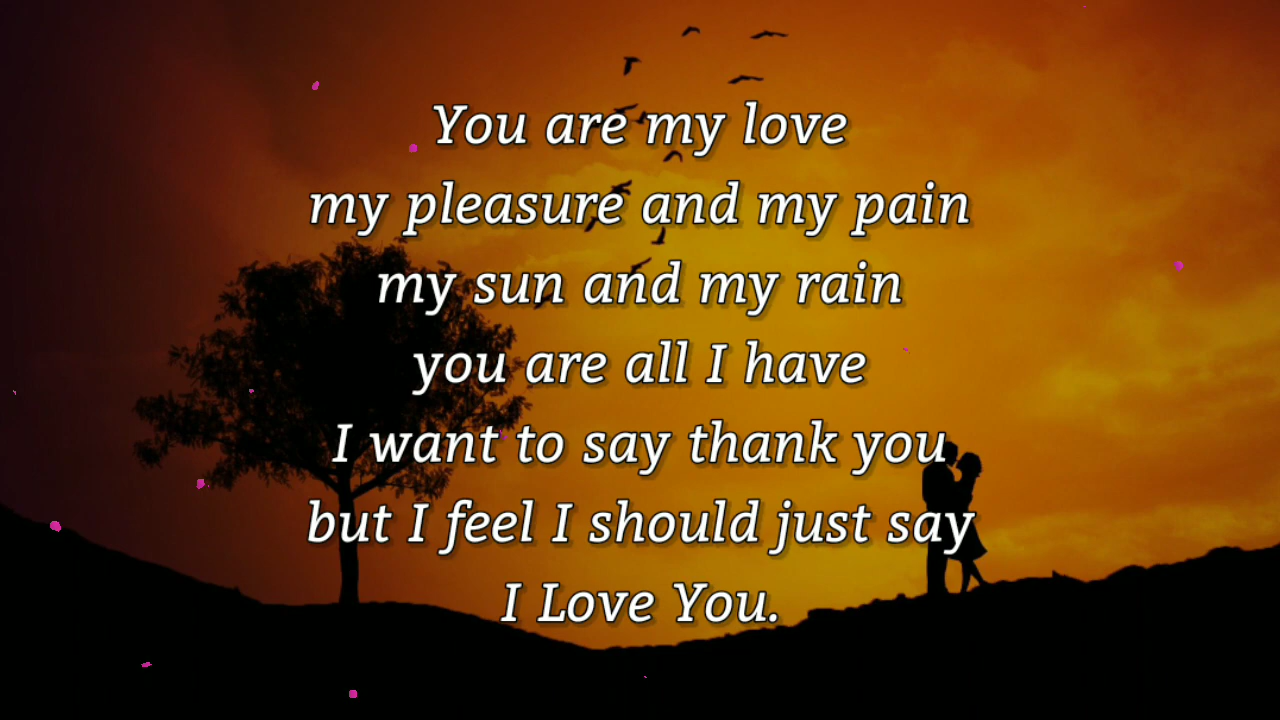 You are my love
my pleasure and my pain
my sun and my rain
you are all I have
I want to say thank you
but I feel I should just say
I Love You.